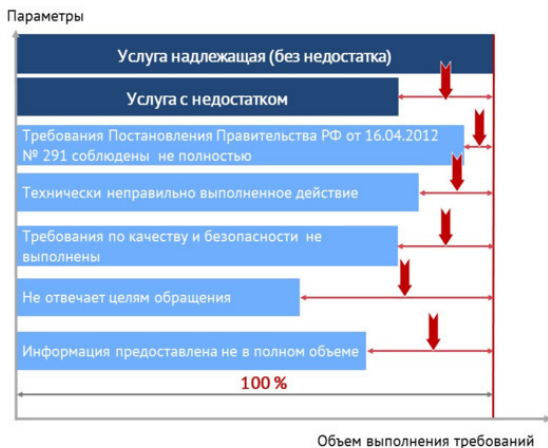 Параметры
Услуга надлежащая (без недостатка)
Услуга с недостатком
Требования Постановления Правительства РФ от 16.04.2012
№ 291 соблюдены не полностью
Технически неправильно выполненное действие
Требования по качеству и безопасности не
выполнены
Не отвечает целям обращения
Информация предоставлена не в полном объеме
100 %
Объем выполнения требований